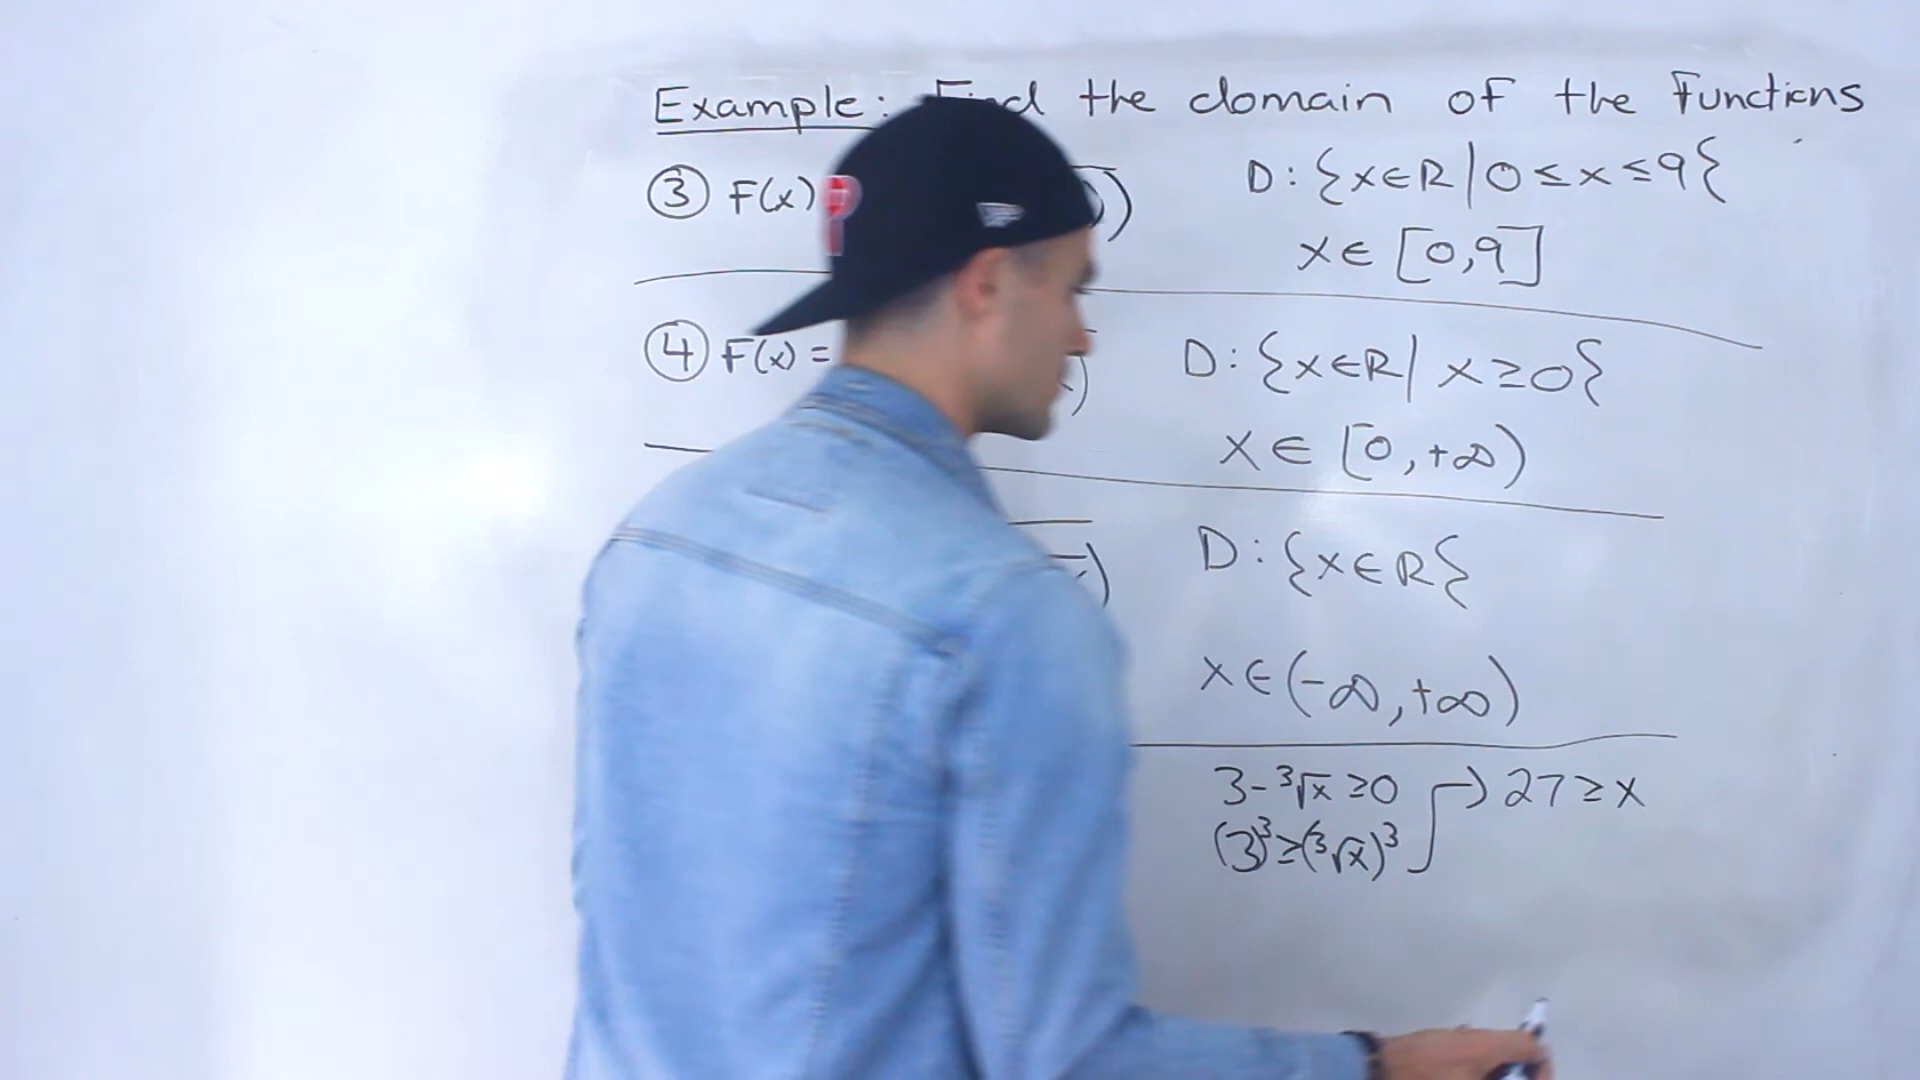 Example: Find the domain of the functions
③ F(x) )
D: {x∈R | 0 ≤ x ≤ 9{
x ∈ [0,9]
④ F(x) = )
D: {x∈R | x ≥ 0{
x ∈ [0, +∞)
)
D: {x∈R{
x ∈ (-∞, +∞)
3 - ³√x ≥ 0 → 27 ≥ x
(3)³ ≥ (³√x)³
P